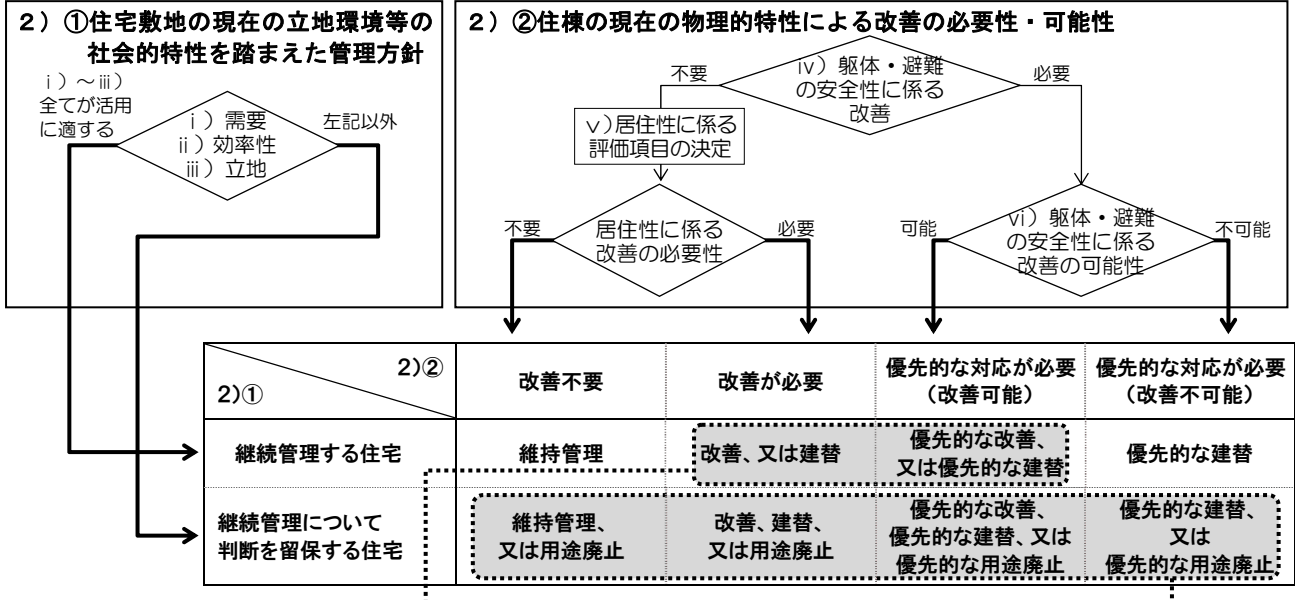 ２）①住宅敷地の現在の立地環境等の
社会的特性を踏まえた管理方針
ⅰ）～ⅲ）
全てが活用
に適する
ⅰ）需要
ⅱ）効率性
ⅲ）立地
左記以外
２）②住棟の現在の物理的特性による改善の必要性・可能性
不要
ⅳ）躯体・避難
の安全性に係る
改善
必要
ⅴ）居住性に係る
評価項目の決定
不要
居住性に係る
改善の必要性
必要
可能
ⅵ）躯体・避難
の安全性に係る
改善の可能性
不可能
2)②
2)①
改善不要
改善が必要
優先的な対応が必要
（改善可能）
優先的な対応が必要
（改善不可能）
継続管理する住宅
維持管理
改善、又は建替
優先的な改善、
又は優先的な建替
優先的な建替
継続管理について
判断を留保する住宅
維持管理、
又は用途廃止
改善、建替、
又は用途廃止
優先的な改善、
優先的な建替、又は
優先的な用途廃止
優先的な建替、
又は
優先的な用途廃止